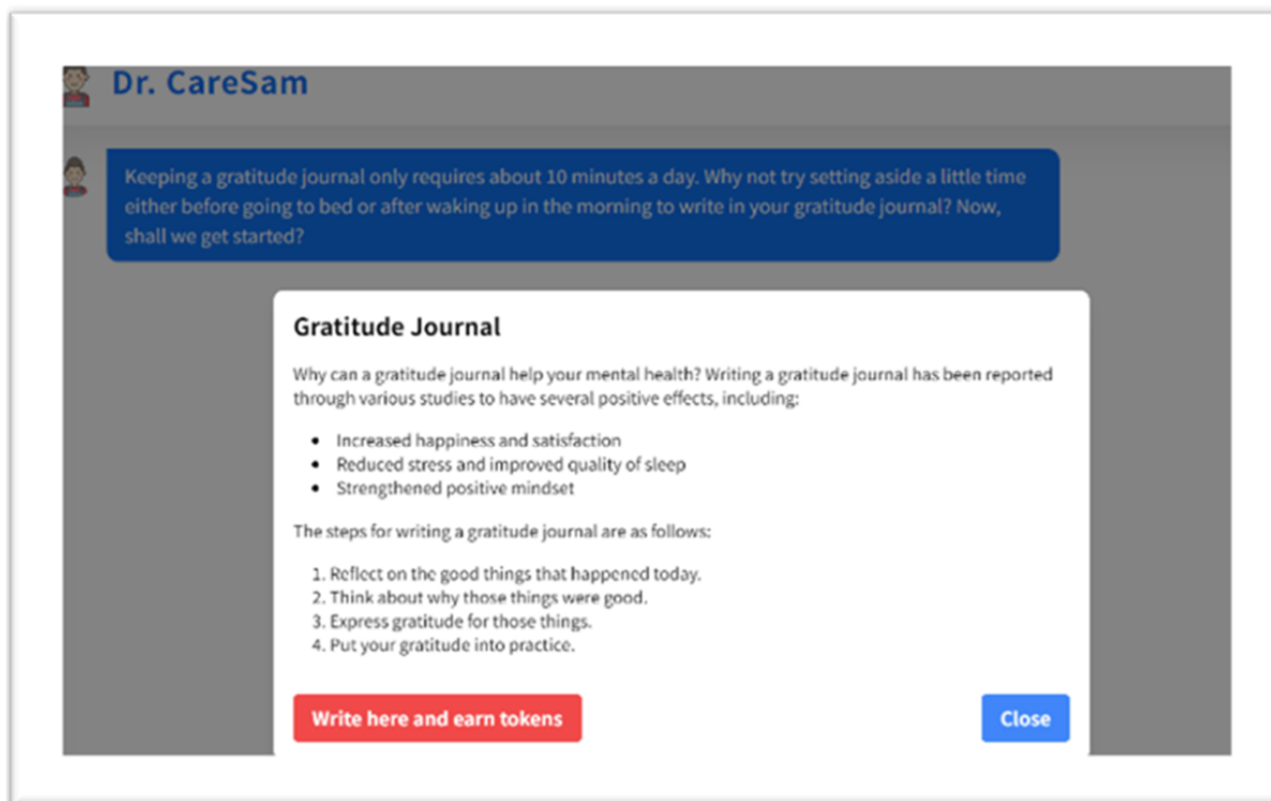 Dr. CareSam
Keeping a gratitude journal only requires about 10 minutes a day. Why not try setting aside a little time
either before going to bed or after waking up in the morning to write in your gratitude journal? Now,
shall we get started?
Gratitude Journal
Why can a gratitude journal help your mental health? Writing a gratitude journal has been reported
through various studies to have several positive effects, including:
• Increased happiness and satisfaction
• Reduced stress and improved quality of sleep
• Strengthened positive mindset
The steps for writing a gratitude journal are as follows:
1. Reflect on the good things that happened today.
2. Think about why those things were good.
3. Express gratitude for those things.
4. Put your gratitude into practice.
Write here and earn tokens
Close